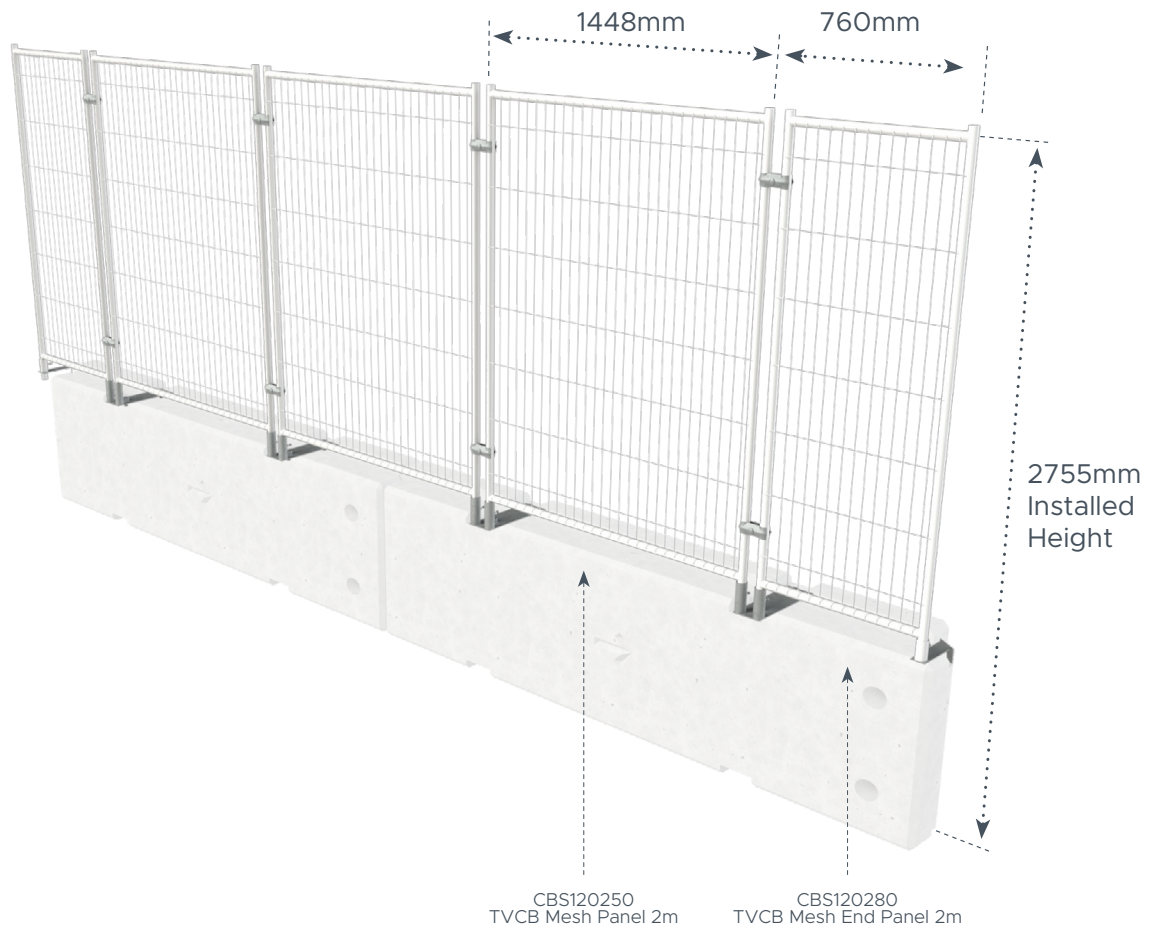 1448mm
760mm
2755mm
Installed
Height
CBS120250
TVCB Mesh Panel 2m
CBS120280
TVCB Mesh End Panel 2m